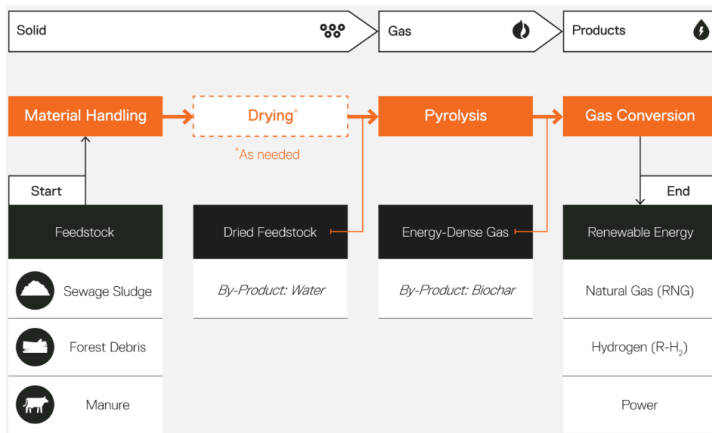 Solid
Gas
Products
Material Handling
Drying*
Pyrolysis
Gas Conversion
*As needed
Start
End
Feedstock
Dried Feedstock
Energy-Dense Gas
Renewable Energy
Sewage Sludge
By-Product: Water
By-Product: Biochar
Natural Gas (RNG)
Forest Debris
Hydrogen (R-H₂)
Manure
Power